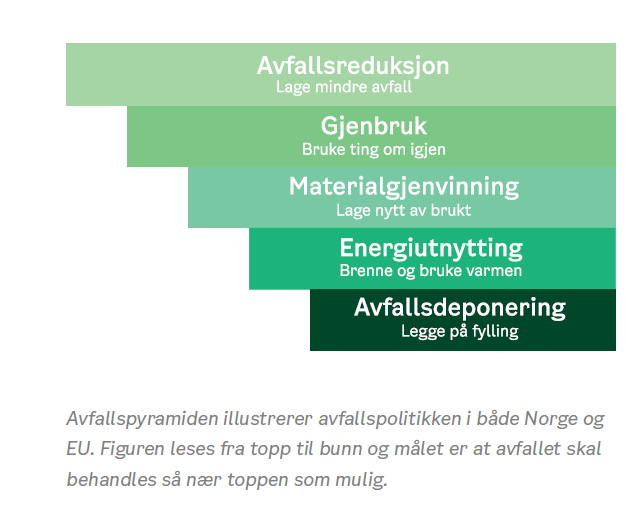 Avfallsreduksjon
Lage mindre avfall
Gjenbruk
Bruke ting om igjen
Materialgjenvinning
Lage nytt av brukt
Energiutnytting
Brenne og bruke varmen
Avfallsdeponering
Legge på fylling
Avfallspyramiden illustrerer avfallspolitikken i både Norge og
EU. Figuren leses fra topp til bunn og målet er at avfallet skal
behandles så nær toppen som mulig.